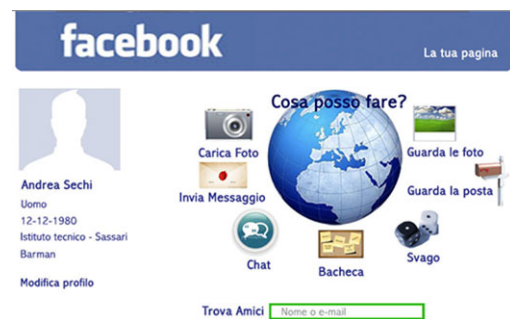 facebook
La tua pagina
Cosa posso fare?
Carica Foto
Guarda le foto
Invia Messaggio
Guarda la posta
Chat
Bacheca
Svago
Andrea Sechi
Uomo
12-12-1980
Istituto tecnico - Sassari
Barman
Modifica profilo
Trova Amici
Nome o e-mail